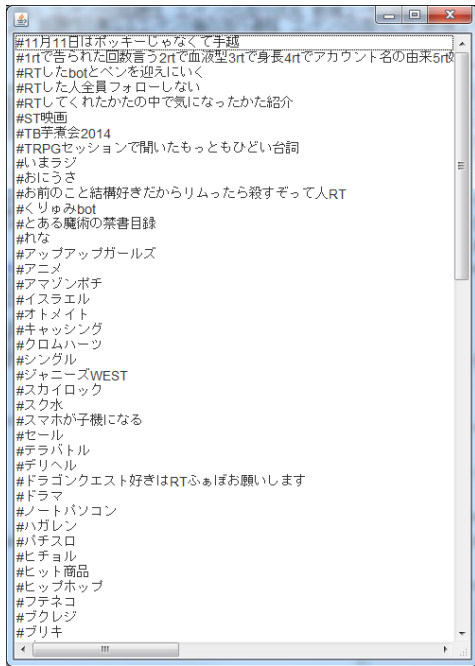 #11月11日はポッキーじゃなくて手越
#1rtで告られた回数言う2rtで血液型3rtで身長4rtでアカウント名の由来5rt
#RTしたbotとペンを迎えにいく
#RTした人全員フォローしない
#RTしてくれたかたの中で気になったかた紹介
#ST映画
#TB芋煮会2014
#TRPGセッションで聞いたもっともひどい台詞
#いまラジ
#おにうさ
#お前のこと結構好きだからリムったら殺すぞって人RT
#くりゅみbot
#とある魔術の禁書目録
#れな
#アップアップガールズ
#アニメ
#アマゾンポチ
#イスラエル
#オトメイト
#キャッシング
#クロムハーツ
#シングル
#ジャニーズWEST
#スカイロック
#スク水
#スマホが子機になる
#セール
#テラバトル
#デリヘル
#ドラゴンクエスト好きはRTふぁぼお願いします
#ドラマ
#ノートパソコン
#ハガレン
#パチスロ
#ヒチョル
#ヒット商品
#ヒップホップ
#フテネコ
#ブクレジ
#ブリキ